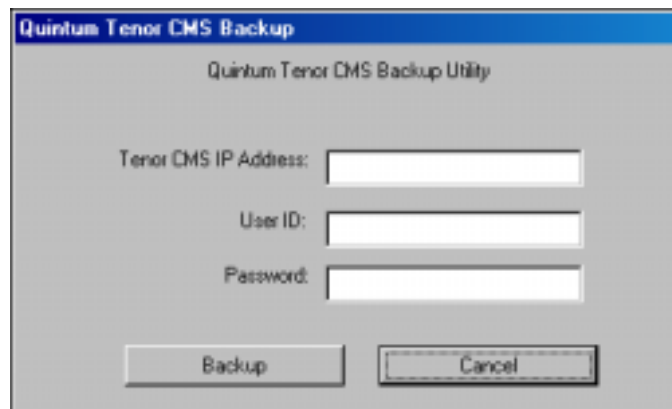 Quintum Tenor CMS Backup
Quintum Tenor CMS Backup Utility
Tenor CMS IP Address:
User ID:
Password:
Backup Cancel